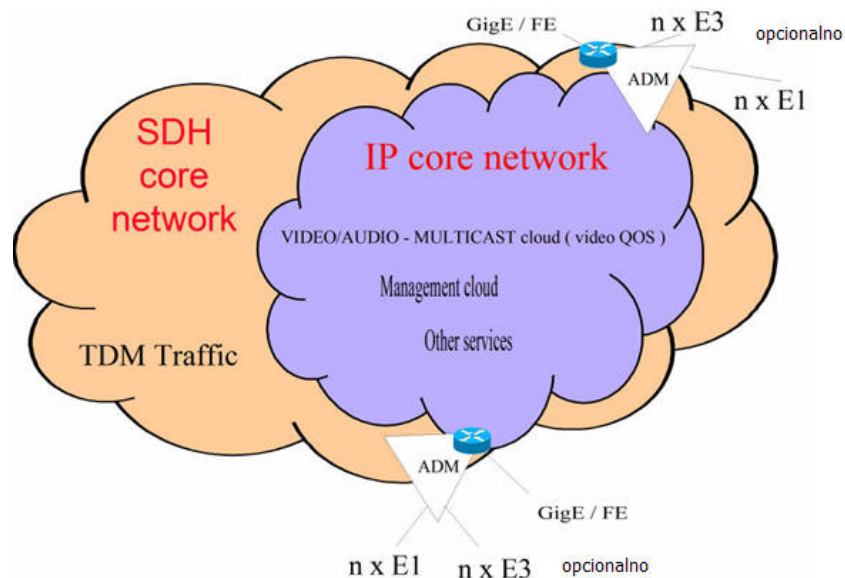 GigE / FE
n x E3
opcionalno
ADM
n x E1
SDH
core
network
IP core network
VIDEO/AUDIO - MULTICAST cloud ( video QOS )
Management cloud
Other services
TDM Traffic
ADM
GigE / FE
n x E1
n x E3
opcionalno